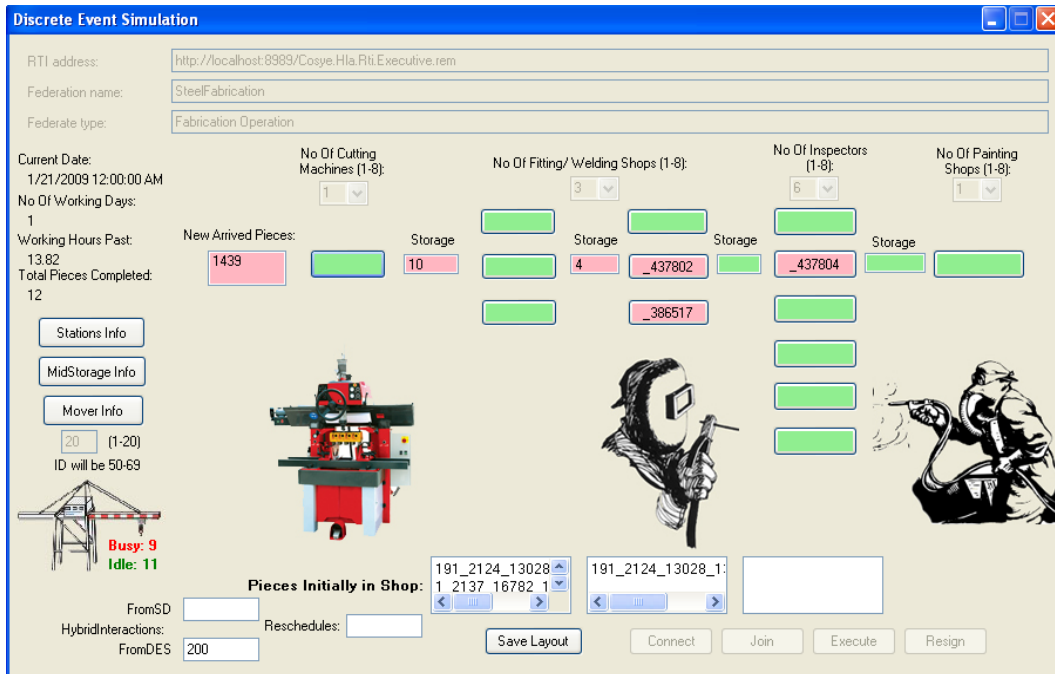 Discrete Event Simulation
RTI address: http://localhost:8989/Cosye.Hla.Rti.Executive.rem
Federation name: SteelFabrication
Federate type: Fabrication Operation
Current Date:
1/21/2009 12:00:00 AM
No Of Working Days:
1
Working Hours Past:
13.82
Total Pieces Completed:
12
No Of Cutting
Machines (1-8):
1
No Of Fitting/ Welding Shops (1-8):
3
No Of Inspectors
(1-8):
6
No Of Painting
Shops (1-8):
1
New Arrived Pieces:
1439
Storage
10
Storage
4
_437802
_386517
Storage
_437804
Storage
Stations Info
MidStorage Info
Mover Info
20 (1-20)
ID will be 50-69
Busy: 9
Idle: 11
Pieces Initially in Shop:
191_2124_13028
1_2137_16782_1
191_2124_13028_1
FromSD
HybridInteractions:
FromDES 200
Reschedules:
Save Layout
Connect
Join
Execute
Resign